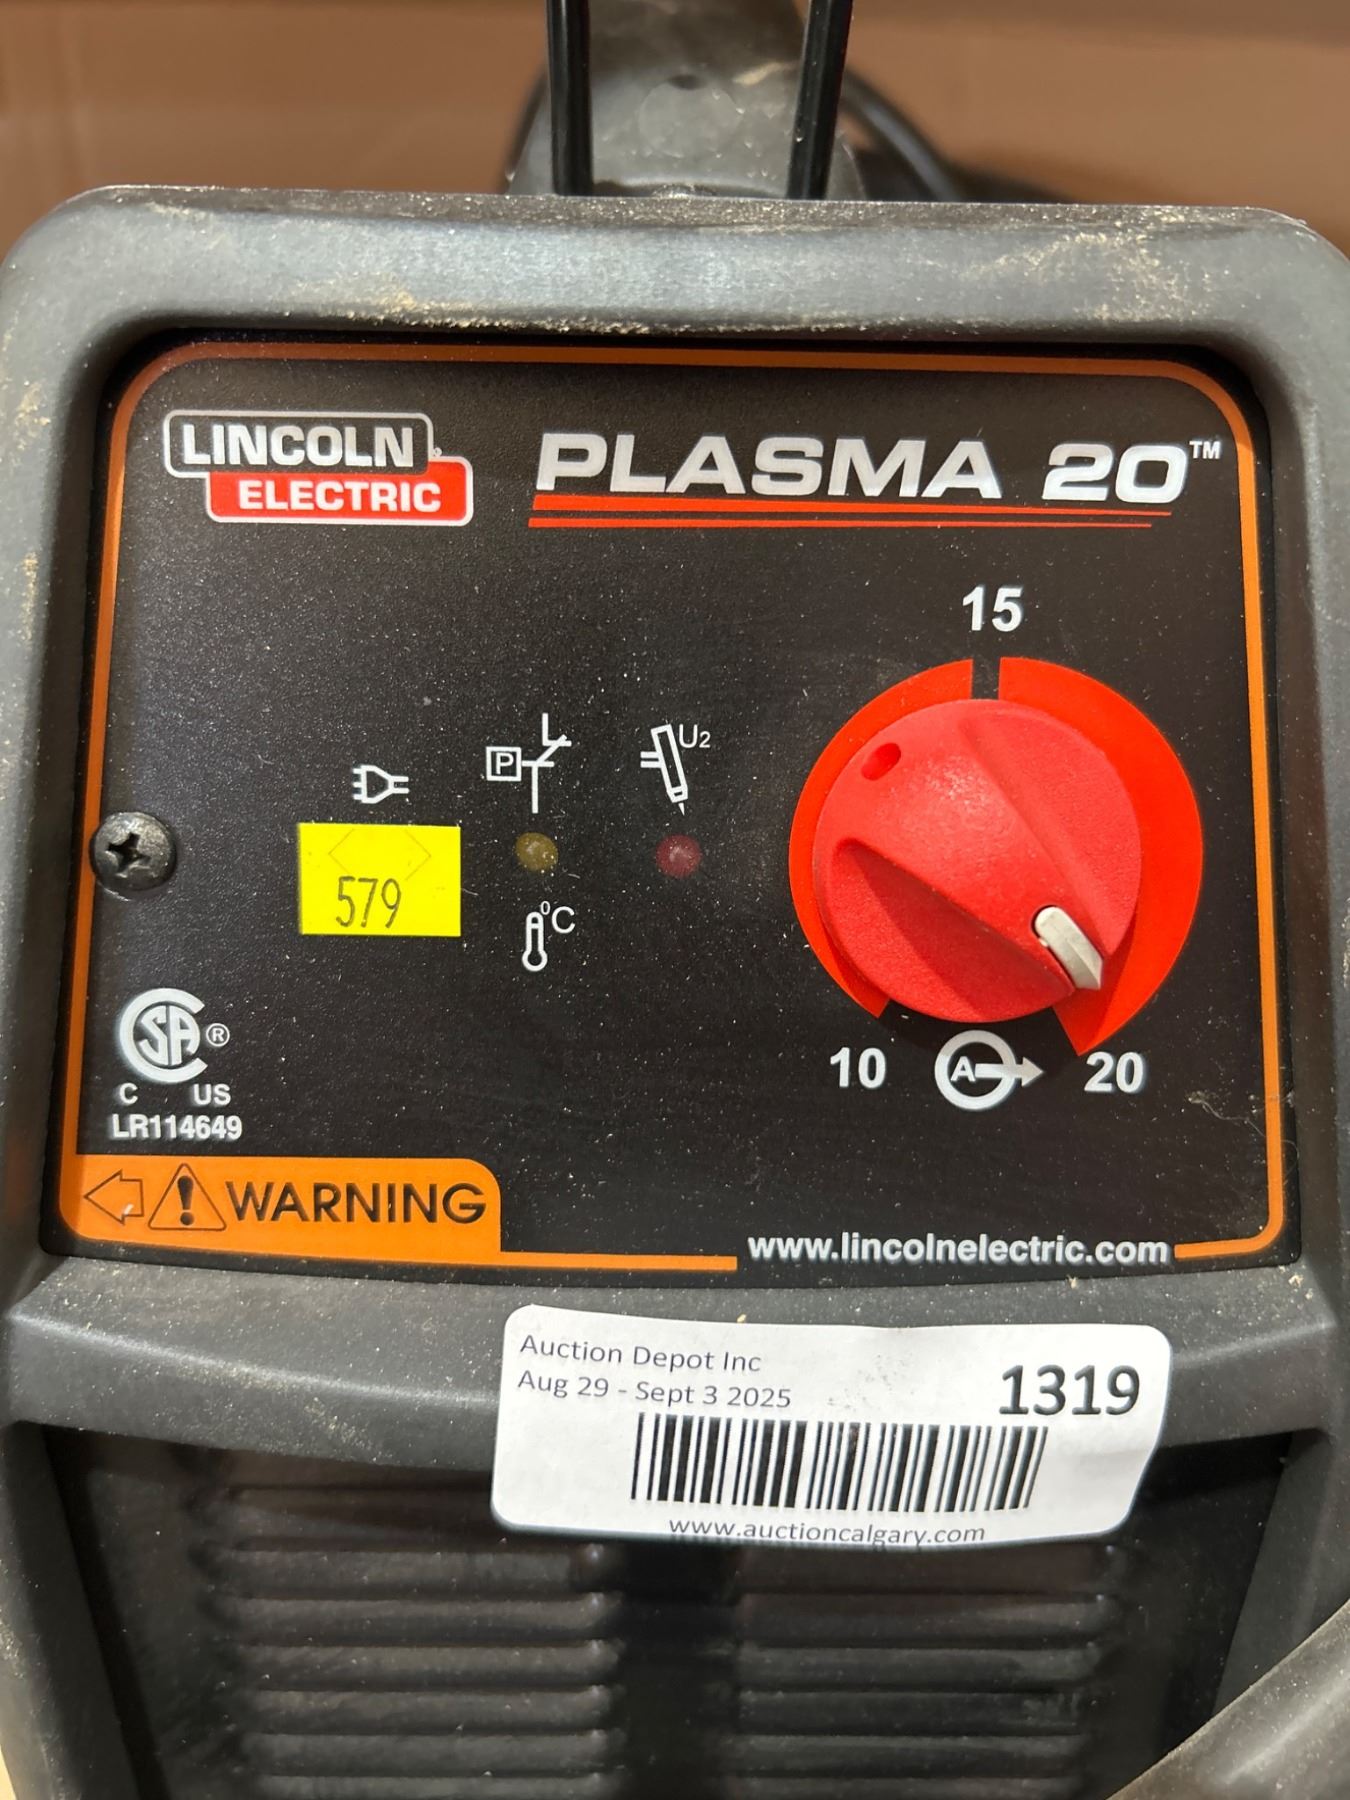 LINCOLN
ELECTRIC
PLASMA 20™
15
P
U2
579
°C
10
A
20
SA®
C US
LR114649
WARNING
www.lincolnelectric.com
Auction Depot Inc
Aug 29 - Sept 3 2025
1319
www.auctioncalgary.com